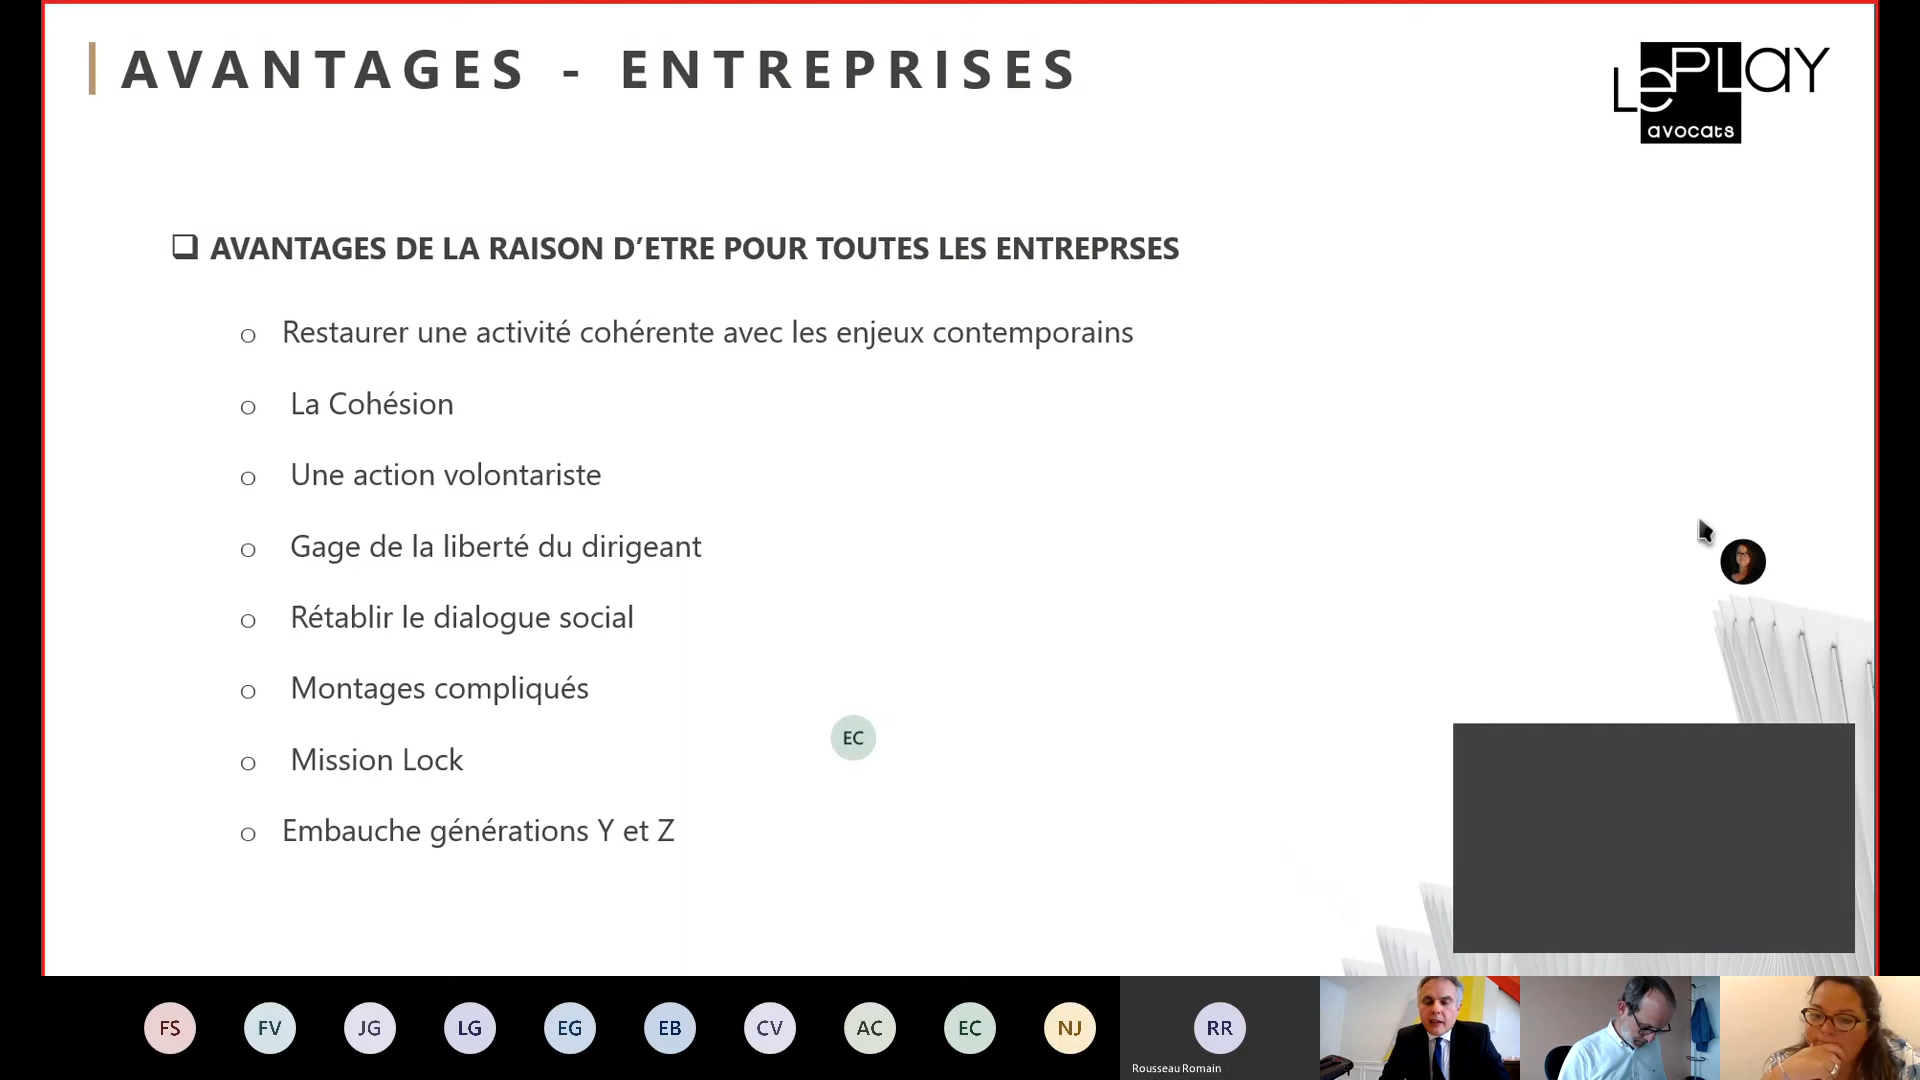 AVANTAGES - ENTREPRISES
LePLAY
avocats
AVANTAGES DE LA RAISON D’ETRE POUR TOUTES LES ENTREPRSES
o Restaurer une activité cohérente avec les enjeux contemporains
o La Cohésion
o Une action volontariste
o Gage de la liberté du dirigeant
o Rétablir le dialogue social
o Montages compliqués
EC
o Mission Lock
o Embauche générations Y et Z
FS FV JG LG EG EB CV AC EC NJ RR
Rousseau Romain